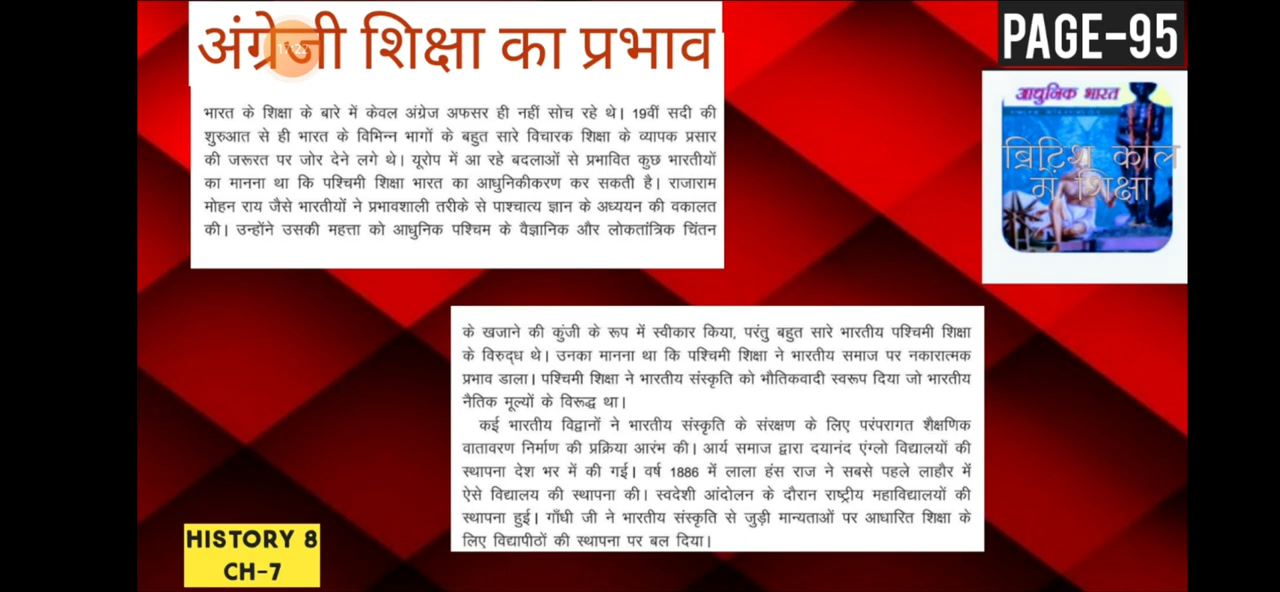 अंग्रेजी शिक्षा का प्रभाव
17:22
PAGE-95
आधुनिक भारत
ब्रिटिश काल
में शिक्षा
भारत के शिक्षा के बारे में केवल अंग्रेज अफसर ही नहीं सोच रहे थे। 19वीं सदी की
शुरुआत से ही भारत के विभिन्न भागों के बहुत सारे विचारक शिक्षा के व्यापक प्रसार
की जरूरत पर जोर देने लगे थे। यूरोप में आ रहे बदलाओं से प्रभावित कुछ भारतीयों
का मानना था कि पश्चिमी शिक्षा भारत का आधुनिकीकरण कर सकती है। राजाराम
मोहन राय जैसे भारतीयों ने प्रभावशाली तरीके से पाश्चात्य ज्ञान के अध्ययन की वकालत
की। उन्होंने उसकी महत्ता को आधुनिक पश्चिम के वैज्ञानिक और लोकतांत्रिक चिंतन
के खजाने की कुंजी के रूप में स्वीकार किया, परंतु बहुत सारे भारतीय पश्चिमी शिक्षा
के विरुद्ध थे। उनका मानना था कि पश्चिमी शिक्षा ने भारतीय समाज पर नकारात्मक
प्रभाव डाला। पश्चिमी शिक्षा ने भारतीय संस्कृति को भौतिकवादी स्वरूप दिया जो भारतीय
नैतिक मूल्यों के विरूद्ध था।
कई भारतीय विद्वानों ने भारतीय संस्कृति के संरक्षण के लिए परंपरागत शैक्षणिक
वातावरण निर्माण की प्रक्रिया आरंभ की। आर्य समाज द्वारा दयानंद एंग्लो विद्यालयों की
स्थापना देश भर में की गई। वर्ष 1886 में लाला हंस राज ने सबसे पहले लाहौर में
ऐसे विद्यालय की स्थापना की। स्वदेशी आंदोलन के दौरान राष्ट्रीय महाविद्यालयों की
स्थापना हुई। गाँधी जी ने भारतीय संस्कृति से जुड़ी मान्यताओं पर आधारित शिक्षा के
लिए विद्यापीठों की स्थापना पर बल दिया।
HISTORY 8
CH-7